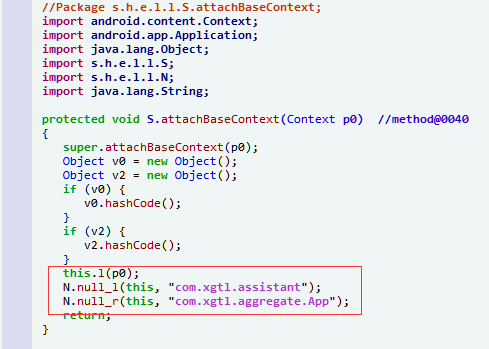 //Package s.h.e.l.l.S.attachBaseContext;
import android.content.Context;
import android.app.Application;
import java.lang.Object;
import s.h.e.l.l.S;
import s.h.e.l.l.N;
import java.lang.String;
protected void S.attachBaseContext(Context p0)  //method@0040
{
super.attachBaseContext(p0);
Object v0 = new Object();
Object v2 = new Object();
if (v0) {
v0.hashCode();
}
if (v2) {
v2.hashCode();
}
this.l(p0);
N.null_l(this, "com.xgtl.assistant");
N.null_r(this, "com.xgtl.aggregate.App");
return;
}